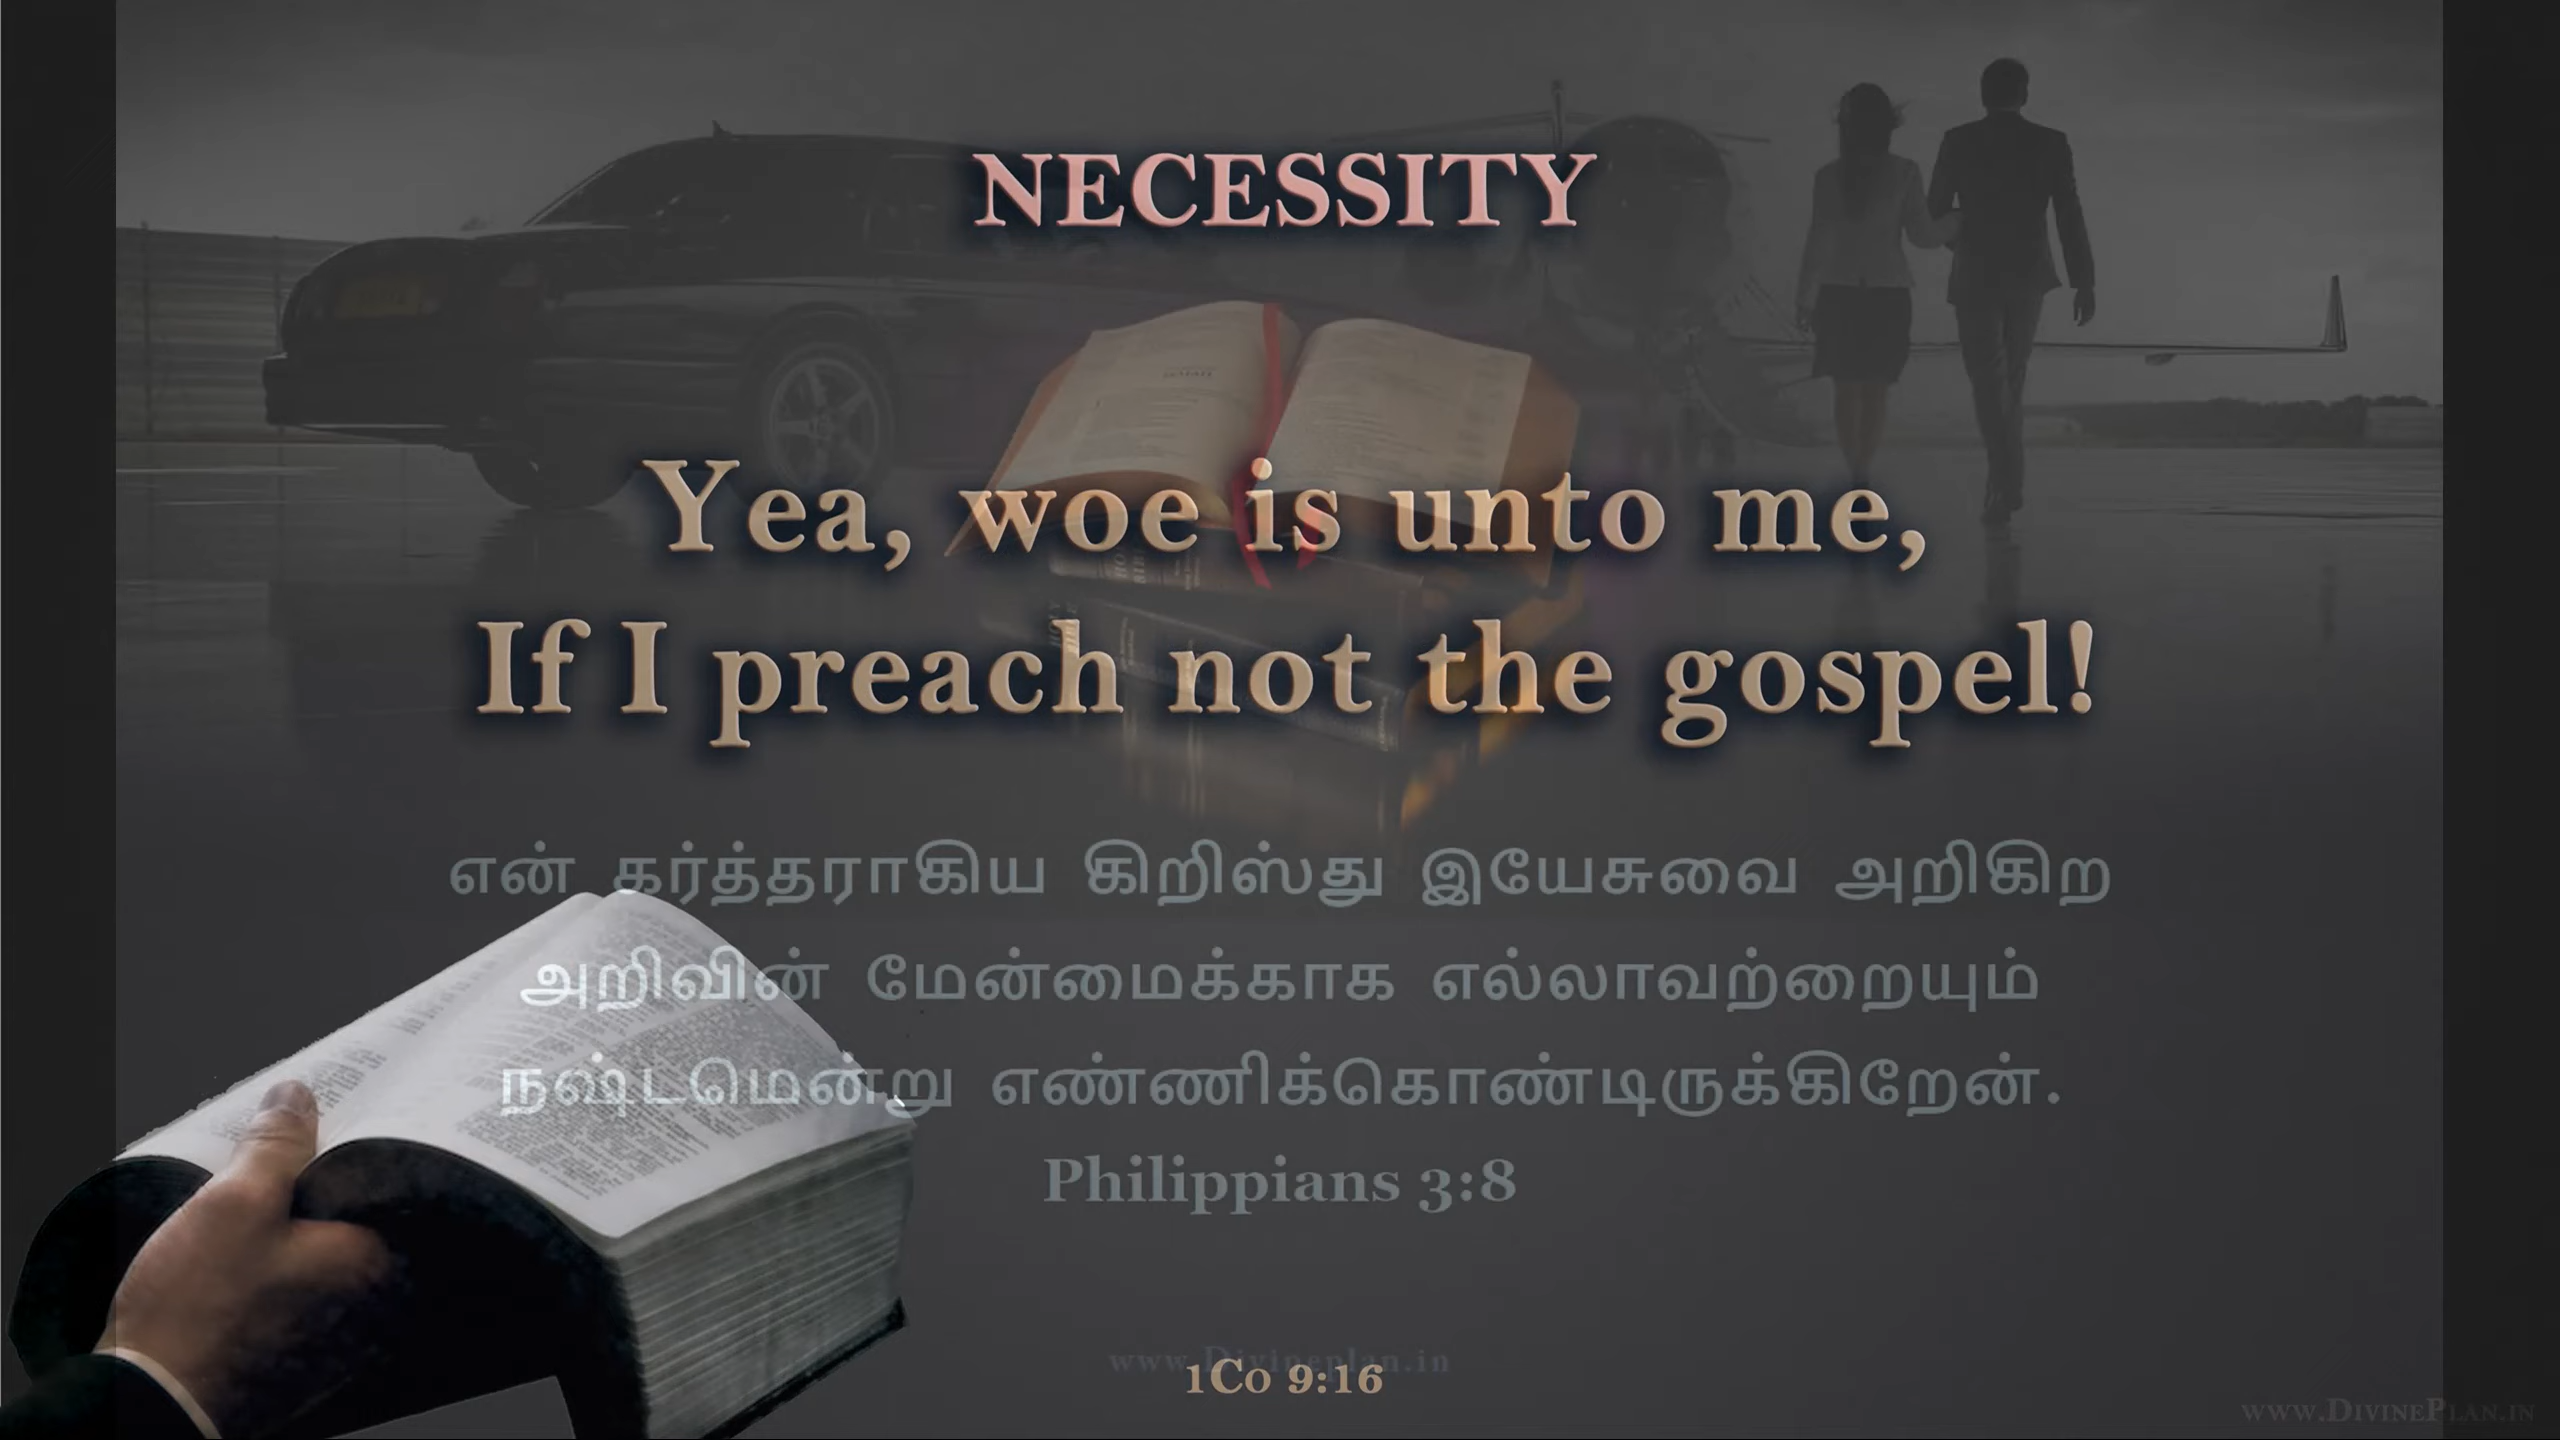 NECESSITY
Yea, woe is unto me,
If I preach not the gospel!
என் கர்த்தராகிய கிறிஸ்து இயேசுவை அறிகிற
அறிவின் மேன்மைக்காக எல்லாவற்றையும்
நஷ்டமென்று எண்ணிக்கொண்டிருக்கிறேன்.
Philippians 3:8
www.Divineplan.in
1Co 9:16
www.DivinePlan.in